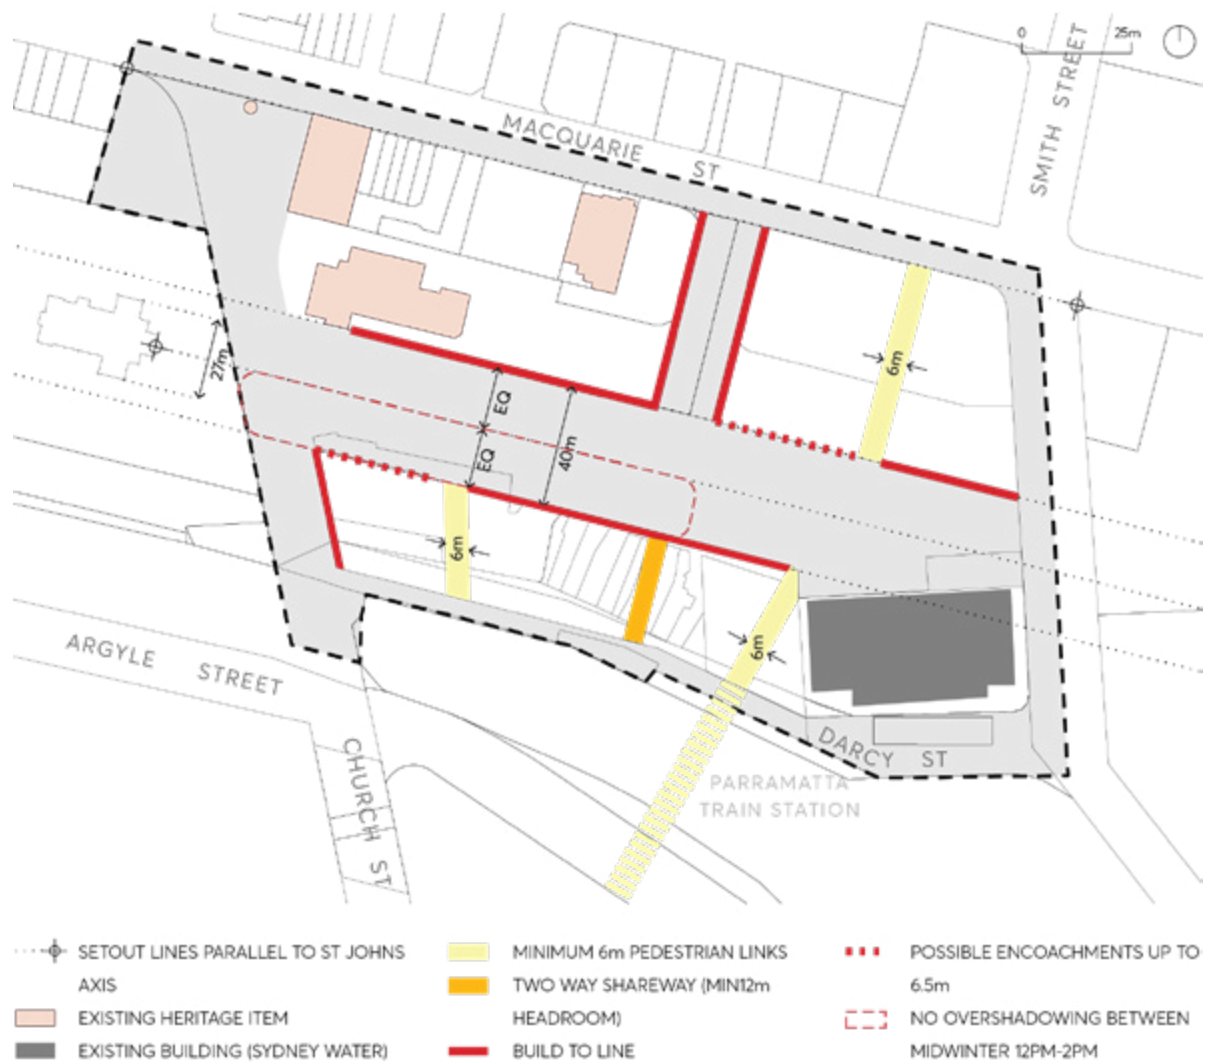 0 25m
SMITH STREET
MACQUARIE ST
27m
EQ
EQ
40m
6m
6m
6m
ARGYLE STREET
CHURCH ST
DARCY ST
PARRAMATTA
TRAIN STATION
SETOUT LINES PARALLEL TO ST JOHNS
AXIS
EXISTING HERITAGE ITEM
EXISTING BUILDING (SYDNEY WATER)
MINIMUM 6m PEDESTRIAN LINKS
TWO WAY SHAREWAY (MIN12m
HEADROOM)
BUILD TO LINE
POSSIBLE ENCOACHMENTS UP TO
6.5m
NO OVERSHADOWING BETWEEN
MIDWINTER 12PM-2PM